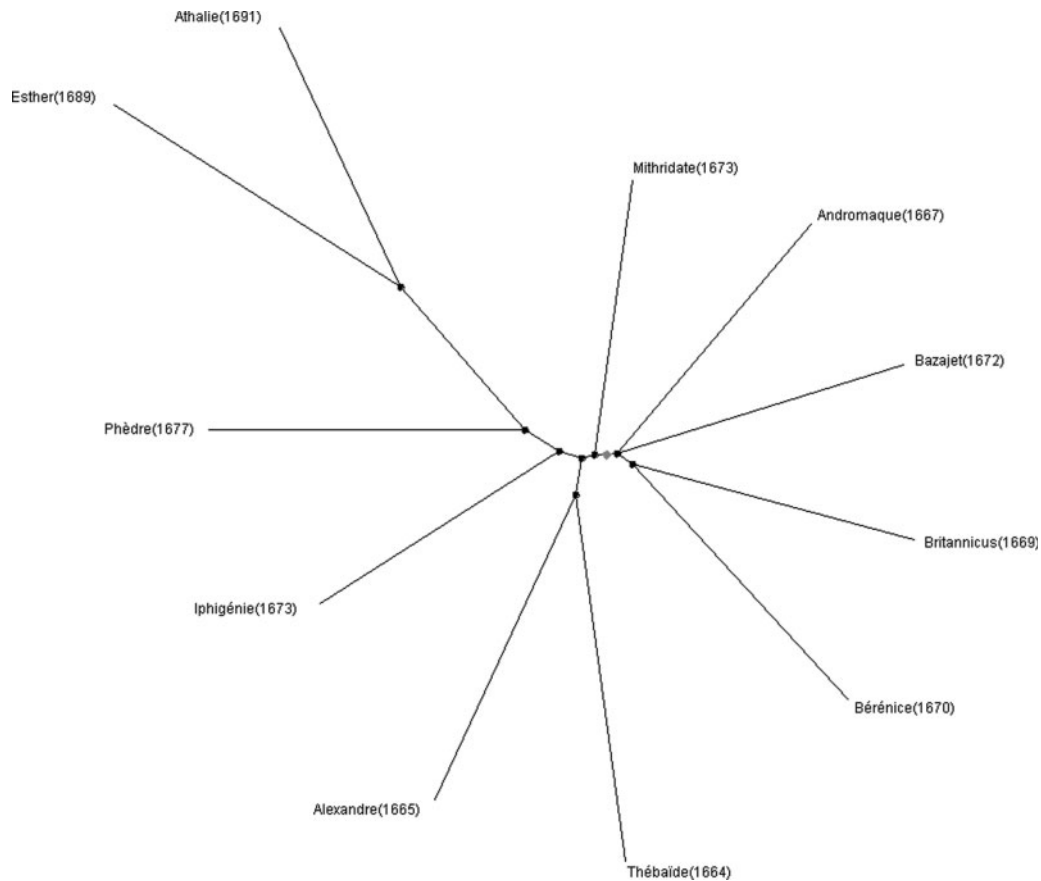 Athalie(1691)
Esther(1689)
Mithridate(1673)
Andromaque(1667)
Bazajet(1672)
Phèdre(1677)
Britannicus(1669)
Iphigénie(1673)
Bérénice(1670)
Alexandre(1665)
Thébaïde(1664)